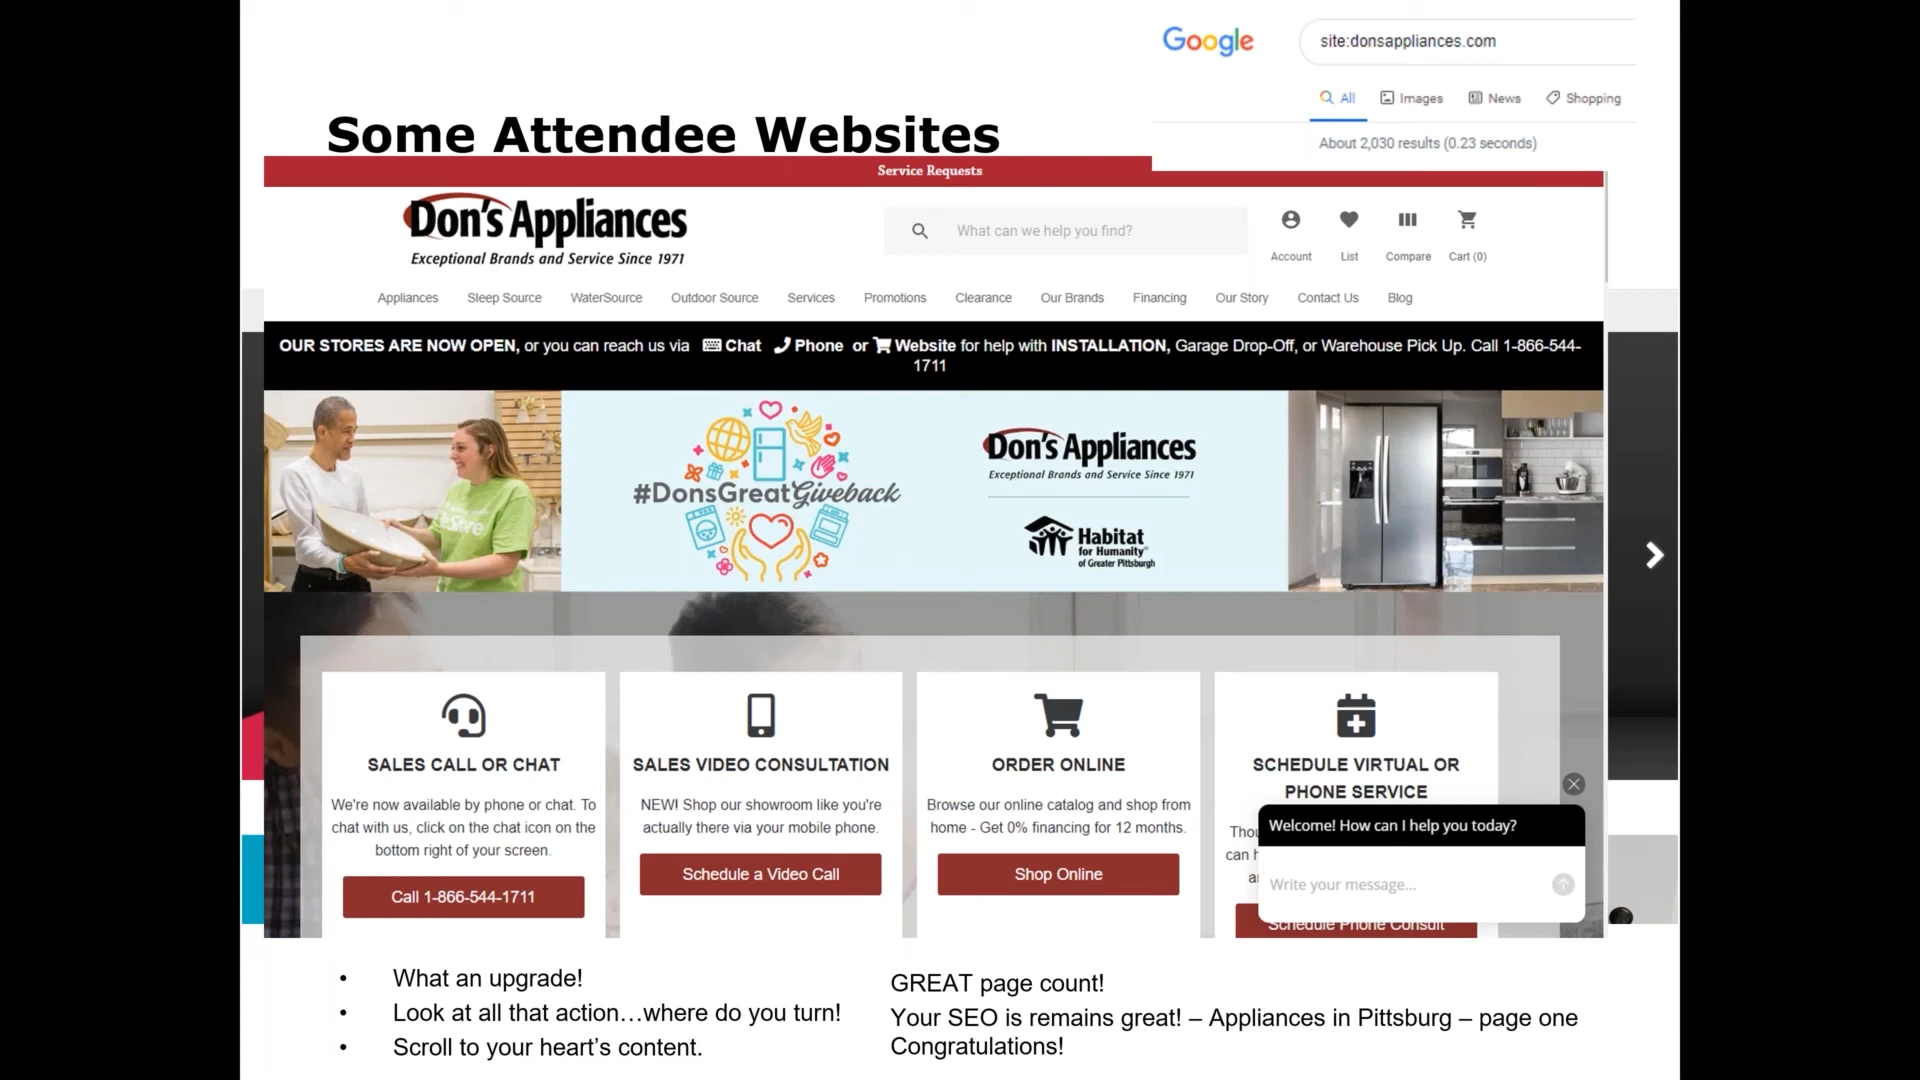 Google
site:donsappliances.com
All Images News Shopping
About 2,030 results (0.23 seconds)
Some Attendee Websites
Service Requests
Don's Appliances
Exceptional Brands and Service Since 1971
What can we help you find?
Account List Compare Cart (0)
Appliances Sleep Source WaterSource Outdoor Source Services Promotions Clearance Our Brands Financing Our Story Contact Us Blog
OUR STORES ARE NOW OPEN, or you can reach us via Chat Phone or Website for help with INSTALLATION, Garage Drop-Off, or Warehouse Pick Up. Call 1-866-544-
1711
#DonsGreatGiveback
Don's Appliances
Exceptional Brands and Service Since 1971
Habitat
for Humanity®
of Greater Pittsburgh
SALES CALL OR CHAT
We're now available by phone or chat. To
chat with us, click on the chat icon on the
bottom right of your screen.
Call 1-866-544-1711
SALES VIDEO CONSULTATION
NEW! Shop our showroom like you're
actually there via your mobile phone.
Schedule a Video Call
ORDER ONLINE
Browse our online catalog and shop from
home - Get 0% financing for 12 months.
Shop Online
SCHEDULE VIRTUAL OR
PHONE SERVICE
Schedule Phone Consult
Welcome! How can I help you today?
Write your message...
• What an upgrade!
• Look at all that action…where do you turn!
• Scroll to your heart's content.
GREAT page count!
Your SEO is remains great! – Appliances in Pittsburg – page one
Congratulations!